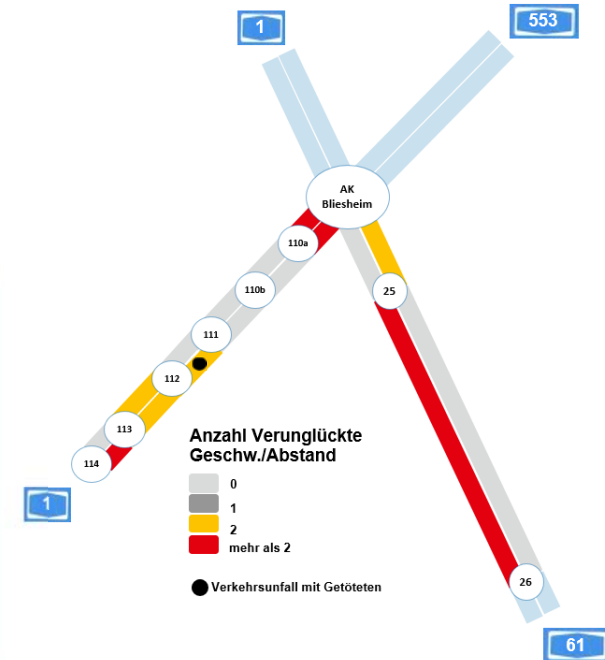 1
553
AK
Bliesheim
110a
110b
25
111
112
113
114
Anzahl Verunglückte
Geschw./Abstand
0
1
1
2
mehr als 2
26
Verkehrsunfall mit Getöteten
61